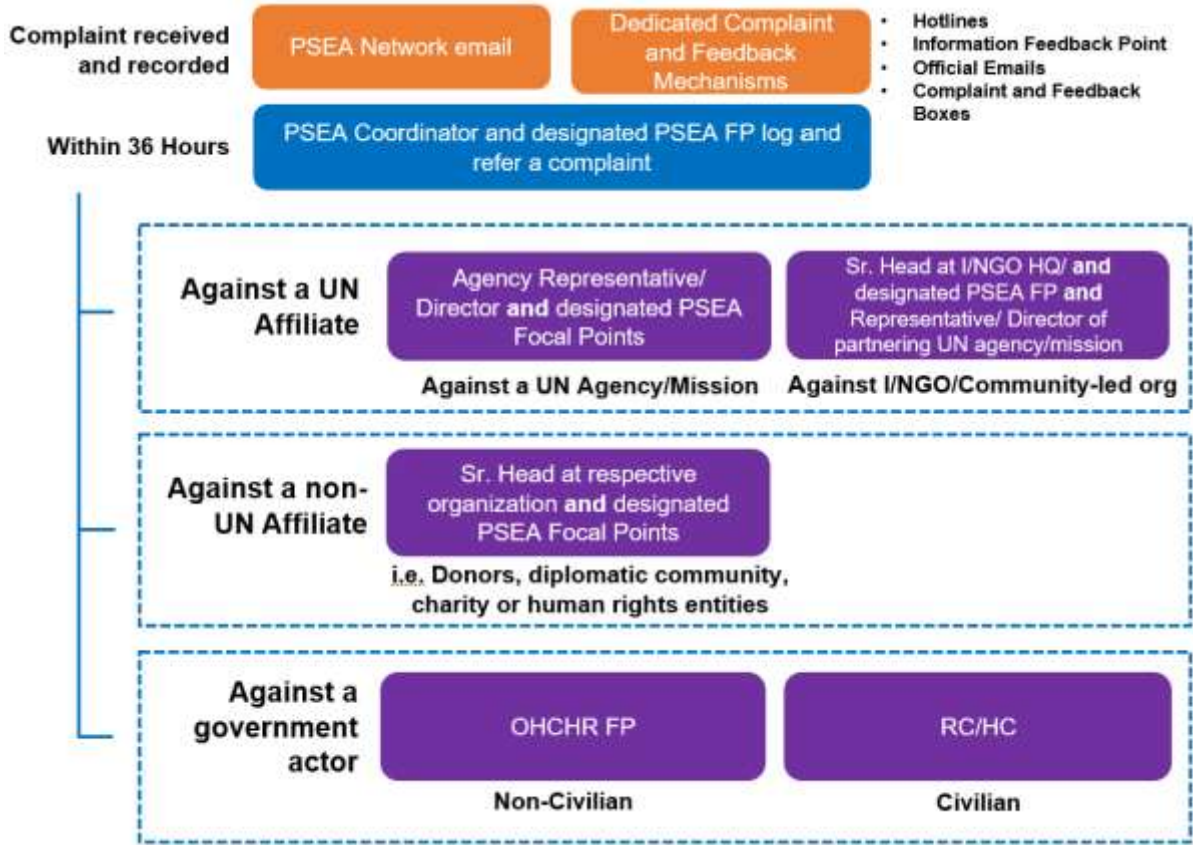 Complaint received
and recorded
PSEA Network email
Dedicated Complaint
and Feedback
Mechanisms
• Hotlines
• Information Feedback Point
• Official Emails
• Complaint and Feedback
Boxes
Within 36 Hours
PSEA Coordinator and designated PSEA FP log and
refer a complaint
Against a UN
Affiliate
Agency Representative/
Director and designated PSEA
Focal Points
Against a UN Agency/Mission
Sr. Head at I/NGO HQ/ and
designated PSEA FP and
Representative/ Director of
partnering UN agency/mission
Against I/NGO/Community-led org
Against a non-
UN Affiliate
Sr. Head at respective
organization and designated
PSEA Focal Points
i.e. Donors, diplomatic community,
charity or human rights entities
Against a
government
actor
OHCHR FP
Non-Civilian
RC/HC
Civilian